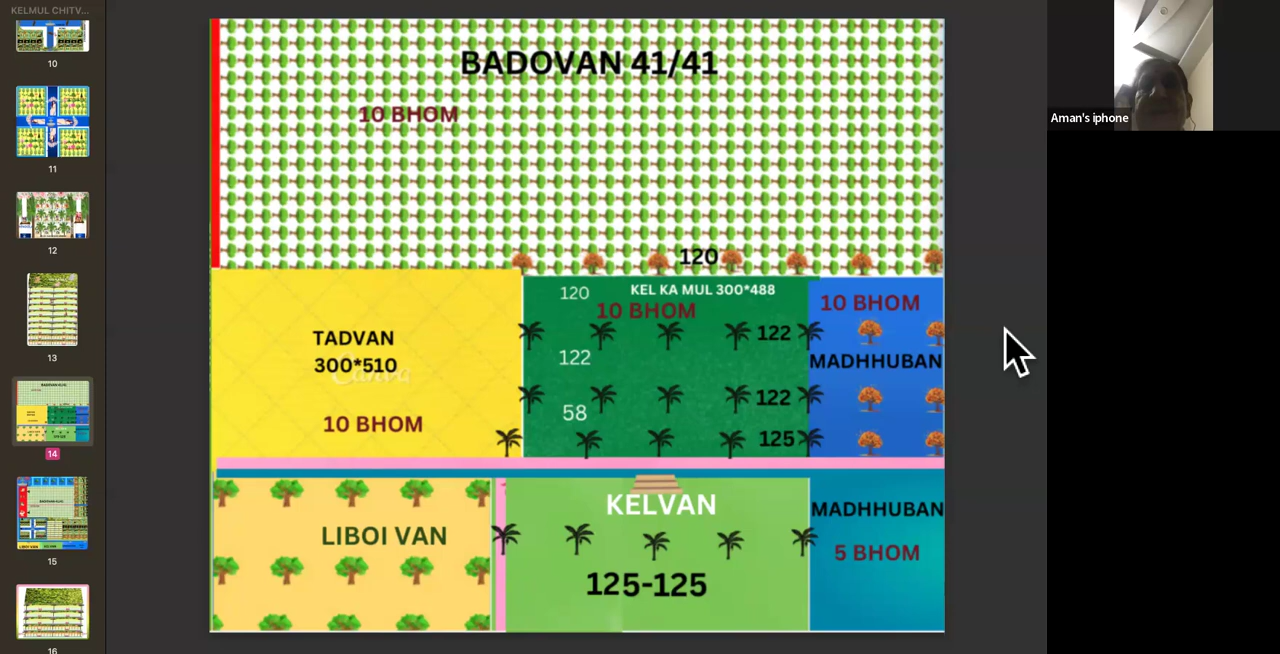 KELMUL CHITV...
10
11
12
13
14
15
16
BADOVAN 41/41
10 BHOM
120
120
KEL KA MUL 300*488
10 BHOM
10 BHOM
TADVAN
300*510
Canva
10 BHOM
122
122
MADHHUBAN
58
122
125
LIBOI VAN
KELVAN
125-125
MADHHUBAN
5 BHOM
Aman's iphone